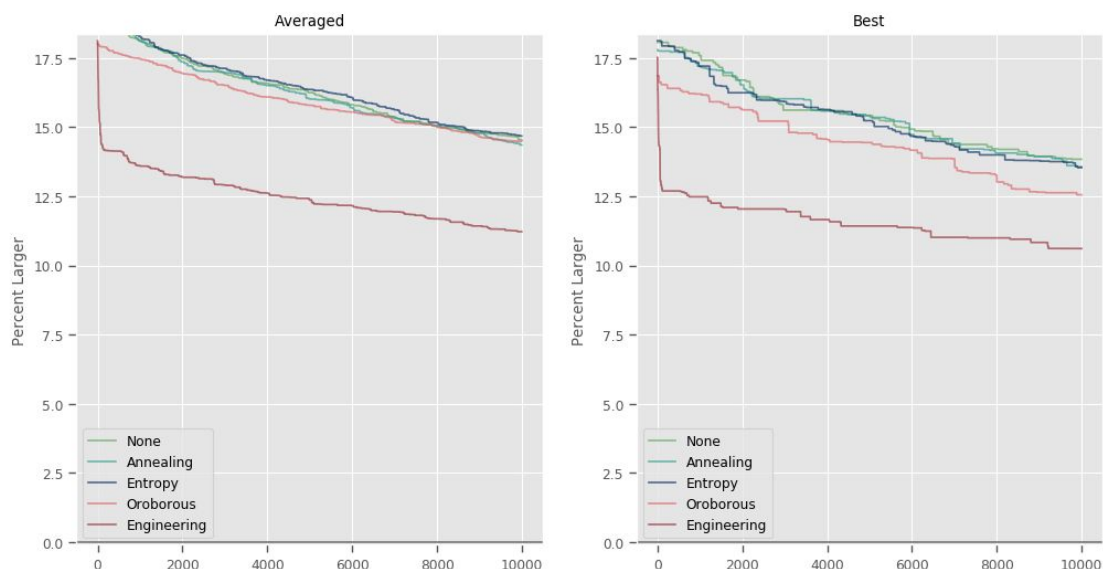 Averaged
Percent Larger
17.5
15.0
12.5
10.0
7.5
5.0
2.5
0.0
None
Annealing
Entropy
Oroborous
Engineering
0
2000
4000
6000
8000
10000
Best
Percent Larger
17.5
15.0
12.5
10.0
7.5
5.0
2.5
0.0
None
Annealing
Entropy
Oroborous
Engineering
0
2000
4000
6000
8000
10000